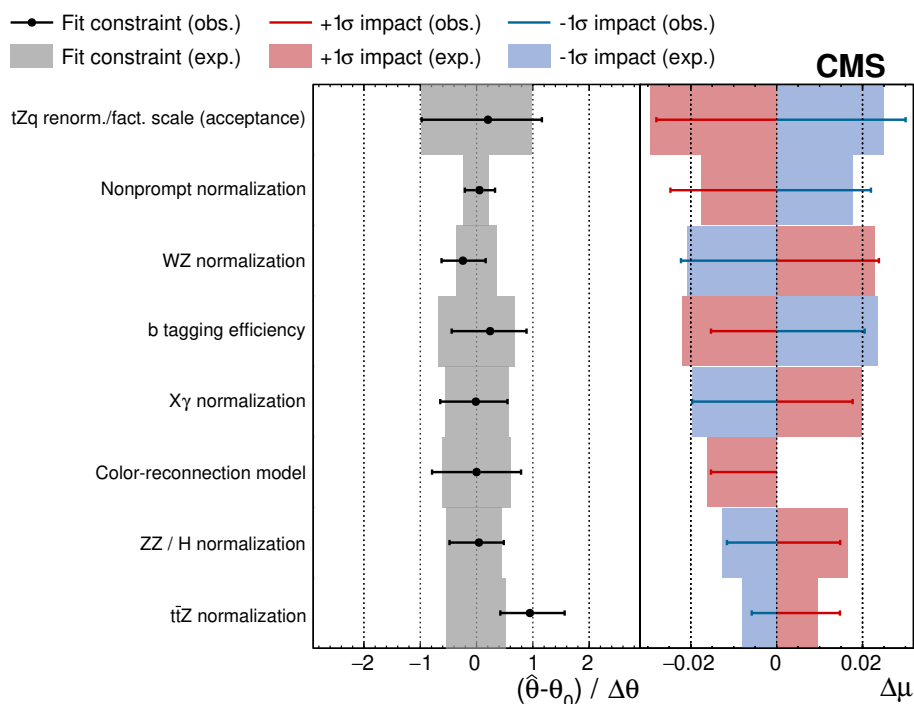 Fit constraint (obs.) +1σ impact (obs.) -1σ impact (obs.)
Fit constraint (exp.) +1σ impact (exp.) -1σ impact (exp.)
CMS
tZq renorm./fact. scale (acceptance)
Nonprompt normalization
WZ normalization
b tagging efficiency
Xγ normalization
Color-reconnection model
ZZ / H normalization
tt̄Z normalization
−2 −1 0 1 2 −0.02 0 0.02
(θ̂-θ₀) / Δθ Δμ